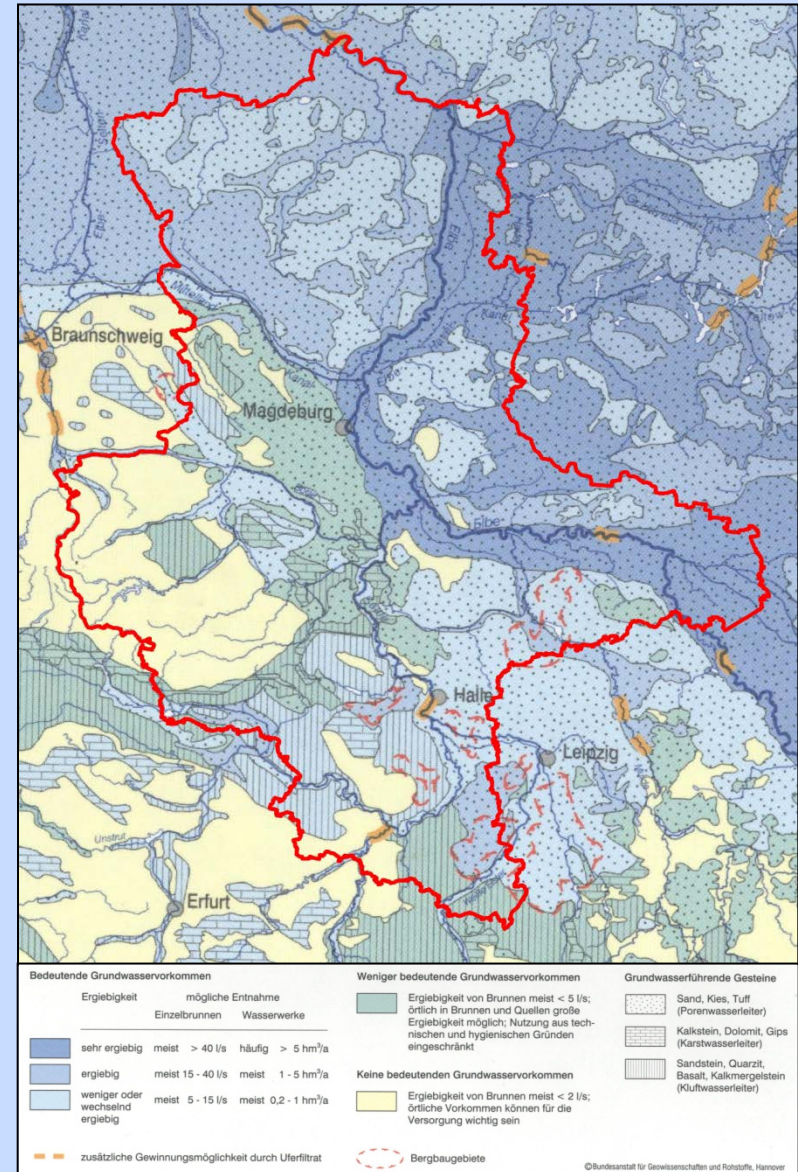 Elbe
Braunschweig
Magdeburg
Elbe
Halle
Leipzig
Unstrut
Erfurt
Bedeutende Grundwasservorkommen
Ergiebigkeit mögliche Entnahme
Einzelbrunnen Wasserwerke
sehr ergiebig meist > 40 l/s häufig > 5 hm³/a
ergiebig meist 15 - 40 l/s meist 1 - 5 hm³/a
weniger oder
wechselnd
ergiebig
meist 5 - 15 l/s meist 0,2 - 1 hm³/a
zusätzliche Gewinnungsmöglichkeit durch Uferfiltrat
Weniger bedeutende Grundwasservorkommen
Ergiebigkeit von Brunnen meist < 5 l/s;
örtlich in Brunnen und Quellen große
Ergiebigkeit möglich; Nutzung aus tech-
nischen und hygienischen Gründen
eingeschränkt
Keine bedeutenden Grundwasservorkommen
Ergiebigkeit von Brunnen meist < 2 l/s;
örtliche Vorkommen können für die
Versorgung wichtig sein
Bergbaugebiete
Grundwasserführende Gesteine
Sand, Kies, Tuff
(Porenwasserleiter)
Kalkstein, Dolomit, Gips
(Karstwasserleiter)
Sandstein, Quarzit,
Basalt, Kalkmergelstein
(Kluftwasserleiter)
©Bundesanstalt für Geowissenschaften und Rohstoffe, Hannover